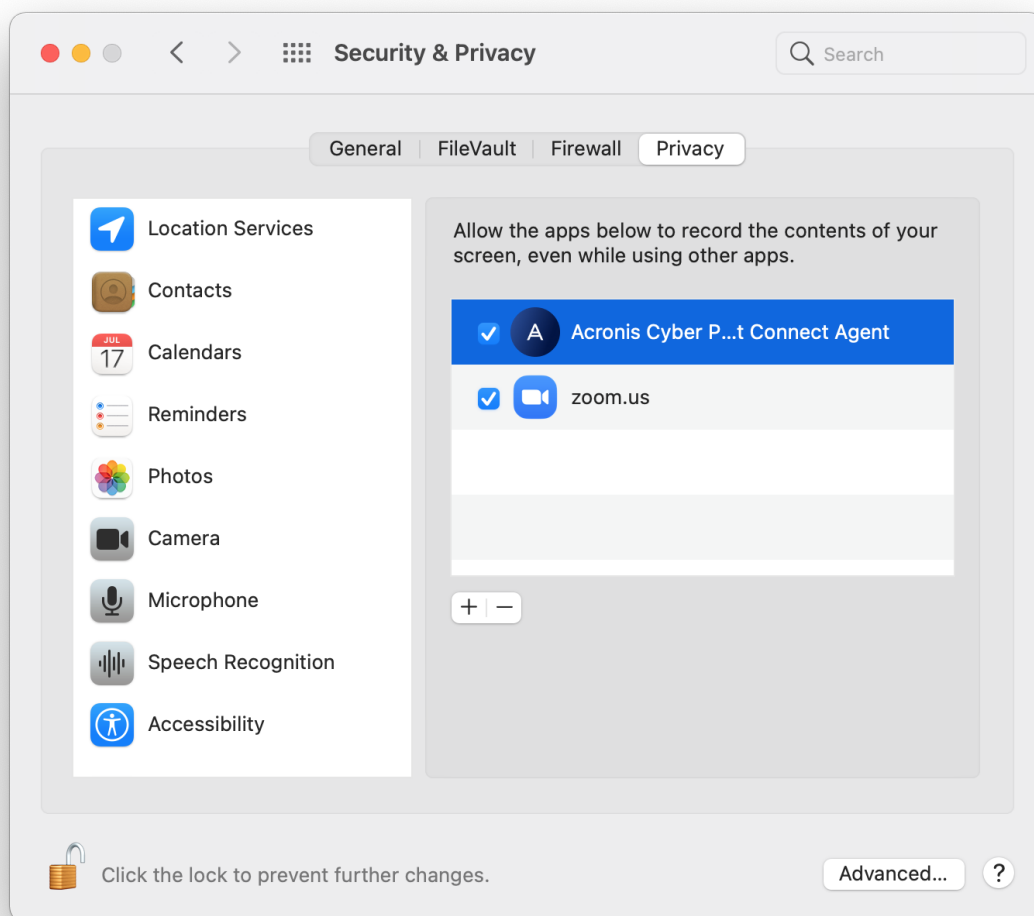 Security & Privacy
Search
General
FileVault
Firewall
Privacy
Location Services
Contacts
JUL
17
Calendars
Reminders
Photos
Camera
Microphone
Speech Recognition
Accessibility
Allow the apps below to record the contents of your
screen, even while using other apps.
A
Acronis Cyber P...t Connect Agent
zoom.us
+ −
Click the lock to prevent further changes.
Advanced...
?